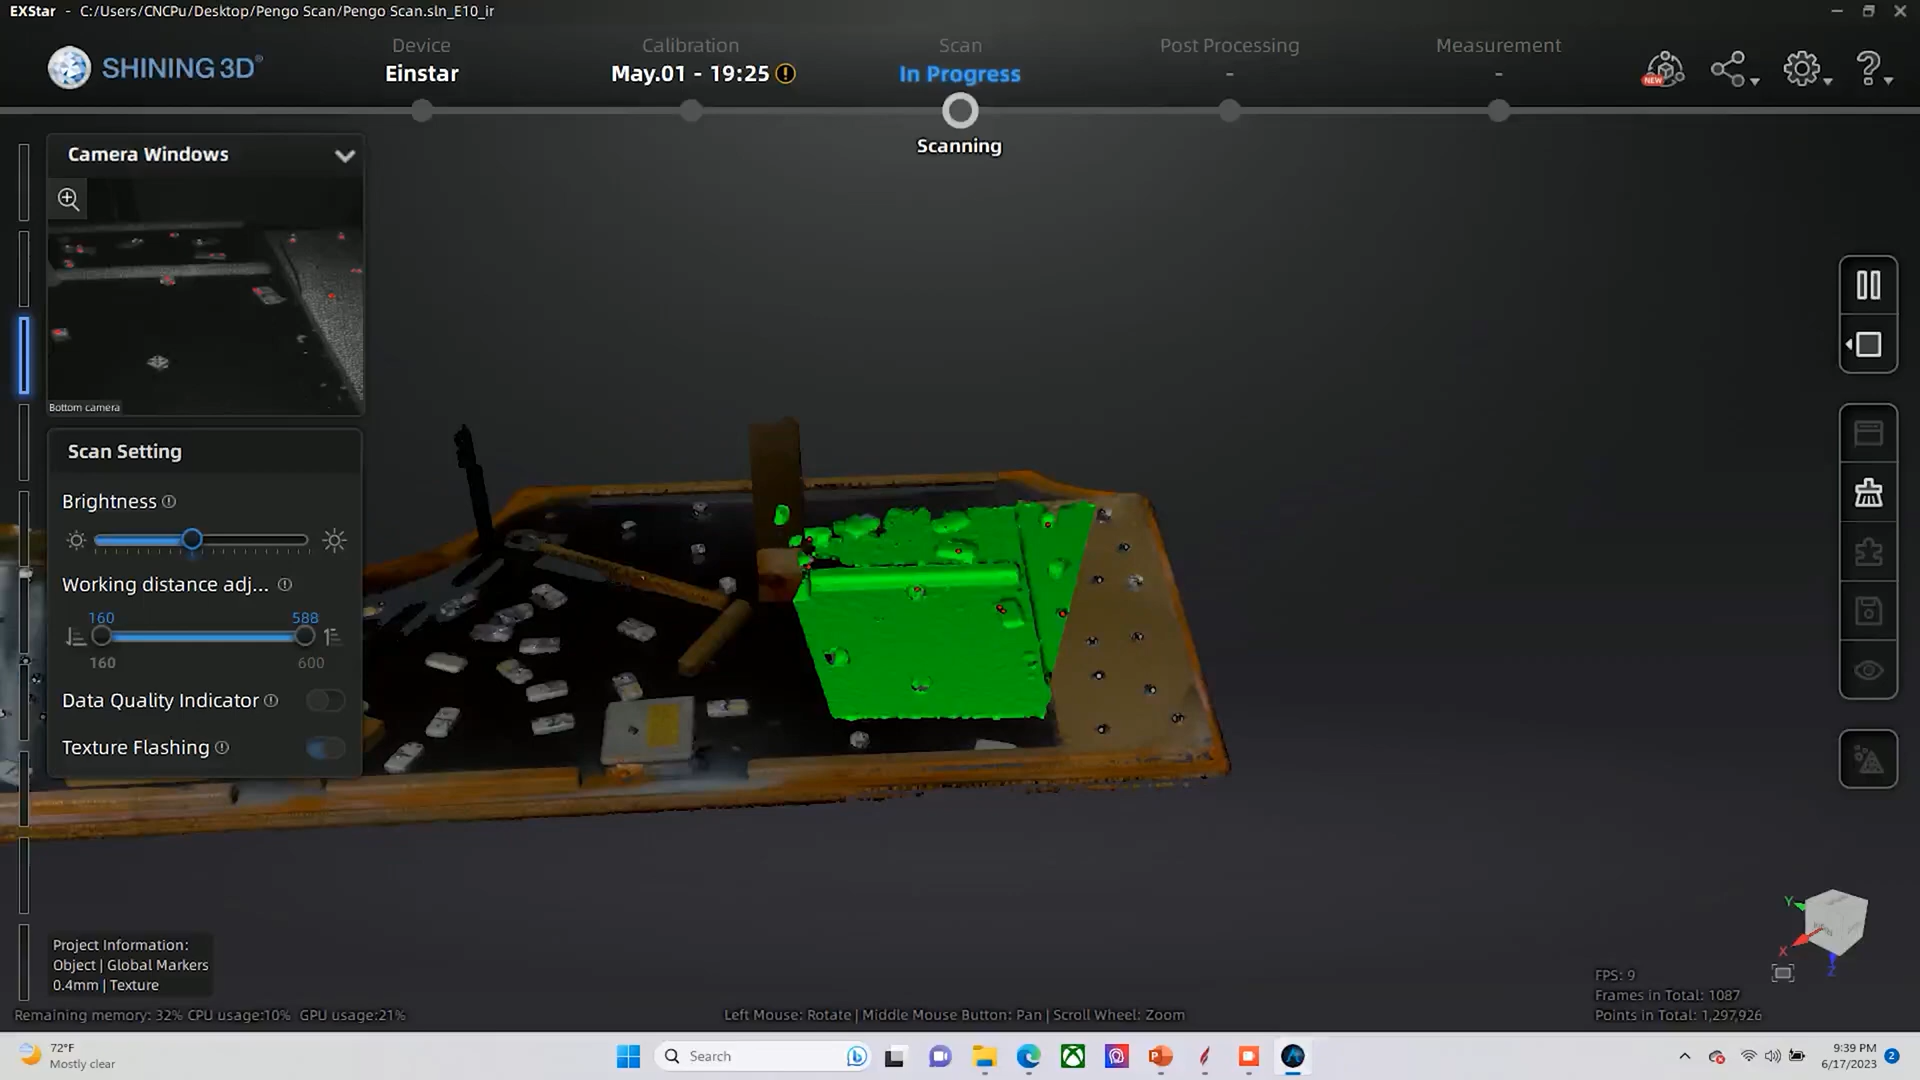 EXStar - C:/Users/CNCPu/Desktop/Pengo Scan/Pengo Scan.sln_E10_ir
SHINING 3D®
Device
Einstar
Calibration
May.01 - 19:25
Scan
In Progress
Scanning
Post Processing
-
Measurement
-
NEW
Camera Windows
Bottom camera
Scan Setting
Brightness
Working distance adj...
160 588
160 600
Data Quality Indicator
Texture Flashing
Project Information:
Object | Global Markers
0.4mm | Texture
Remaining memory: 32% CPU usage:10% GPU usage:21%
Left Mouse: Rotate | Middle Mouse Button: Pan | Scroll Wheel: Zoom
Y
X
Z
FPS: 9
Frames in Total: 1087
Points in Total: 1,297,926
72°F
Mostly clear
Search
9:39 PM
6/17/2023
2